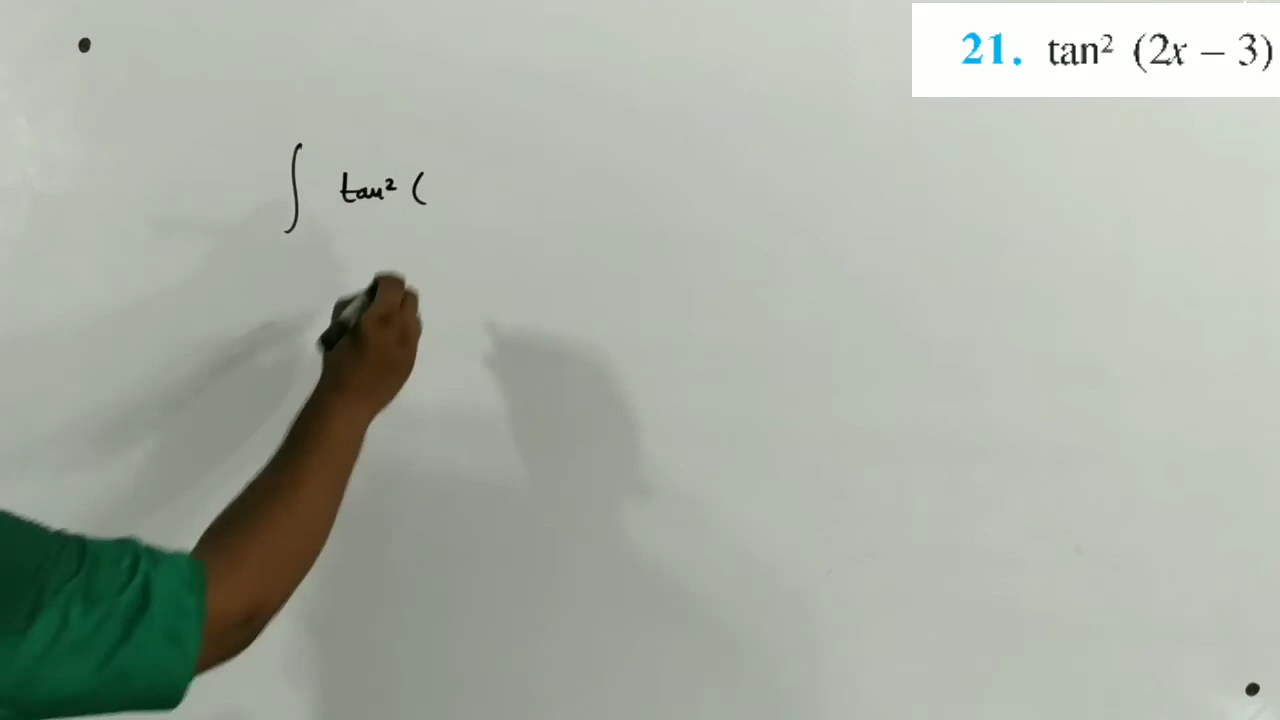 21. tan² (2x – 3)
∫ tan² (